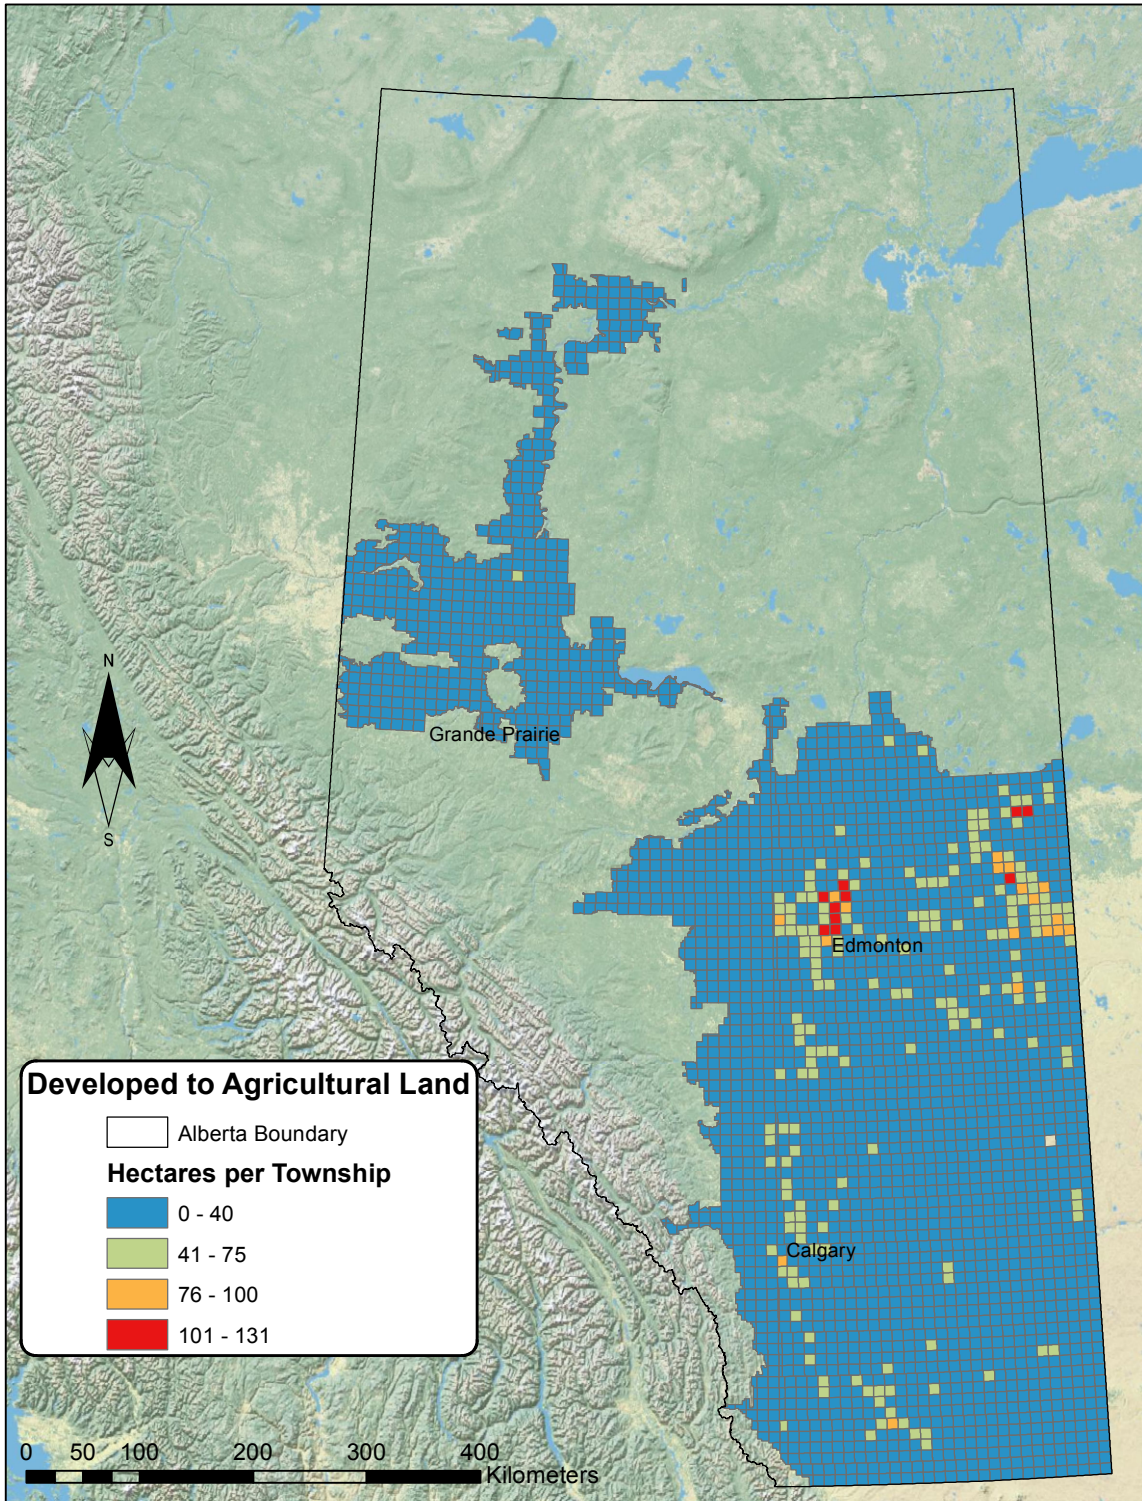 N
S
Grande Prairie
Edmonton
Calgary
Developed to Agricultural Land
Alberta Boundary
Hectares per Township
0 - 40
41 - 75
76 - 100
101 - 131
0 50 100 200 300 400
Kilometers